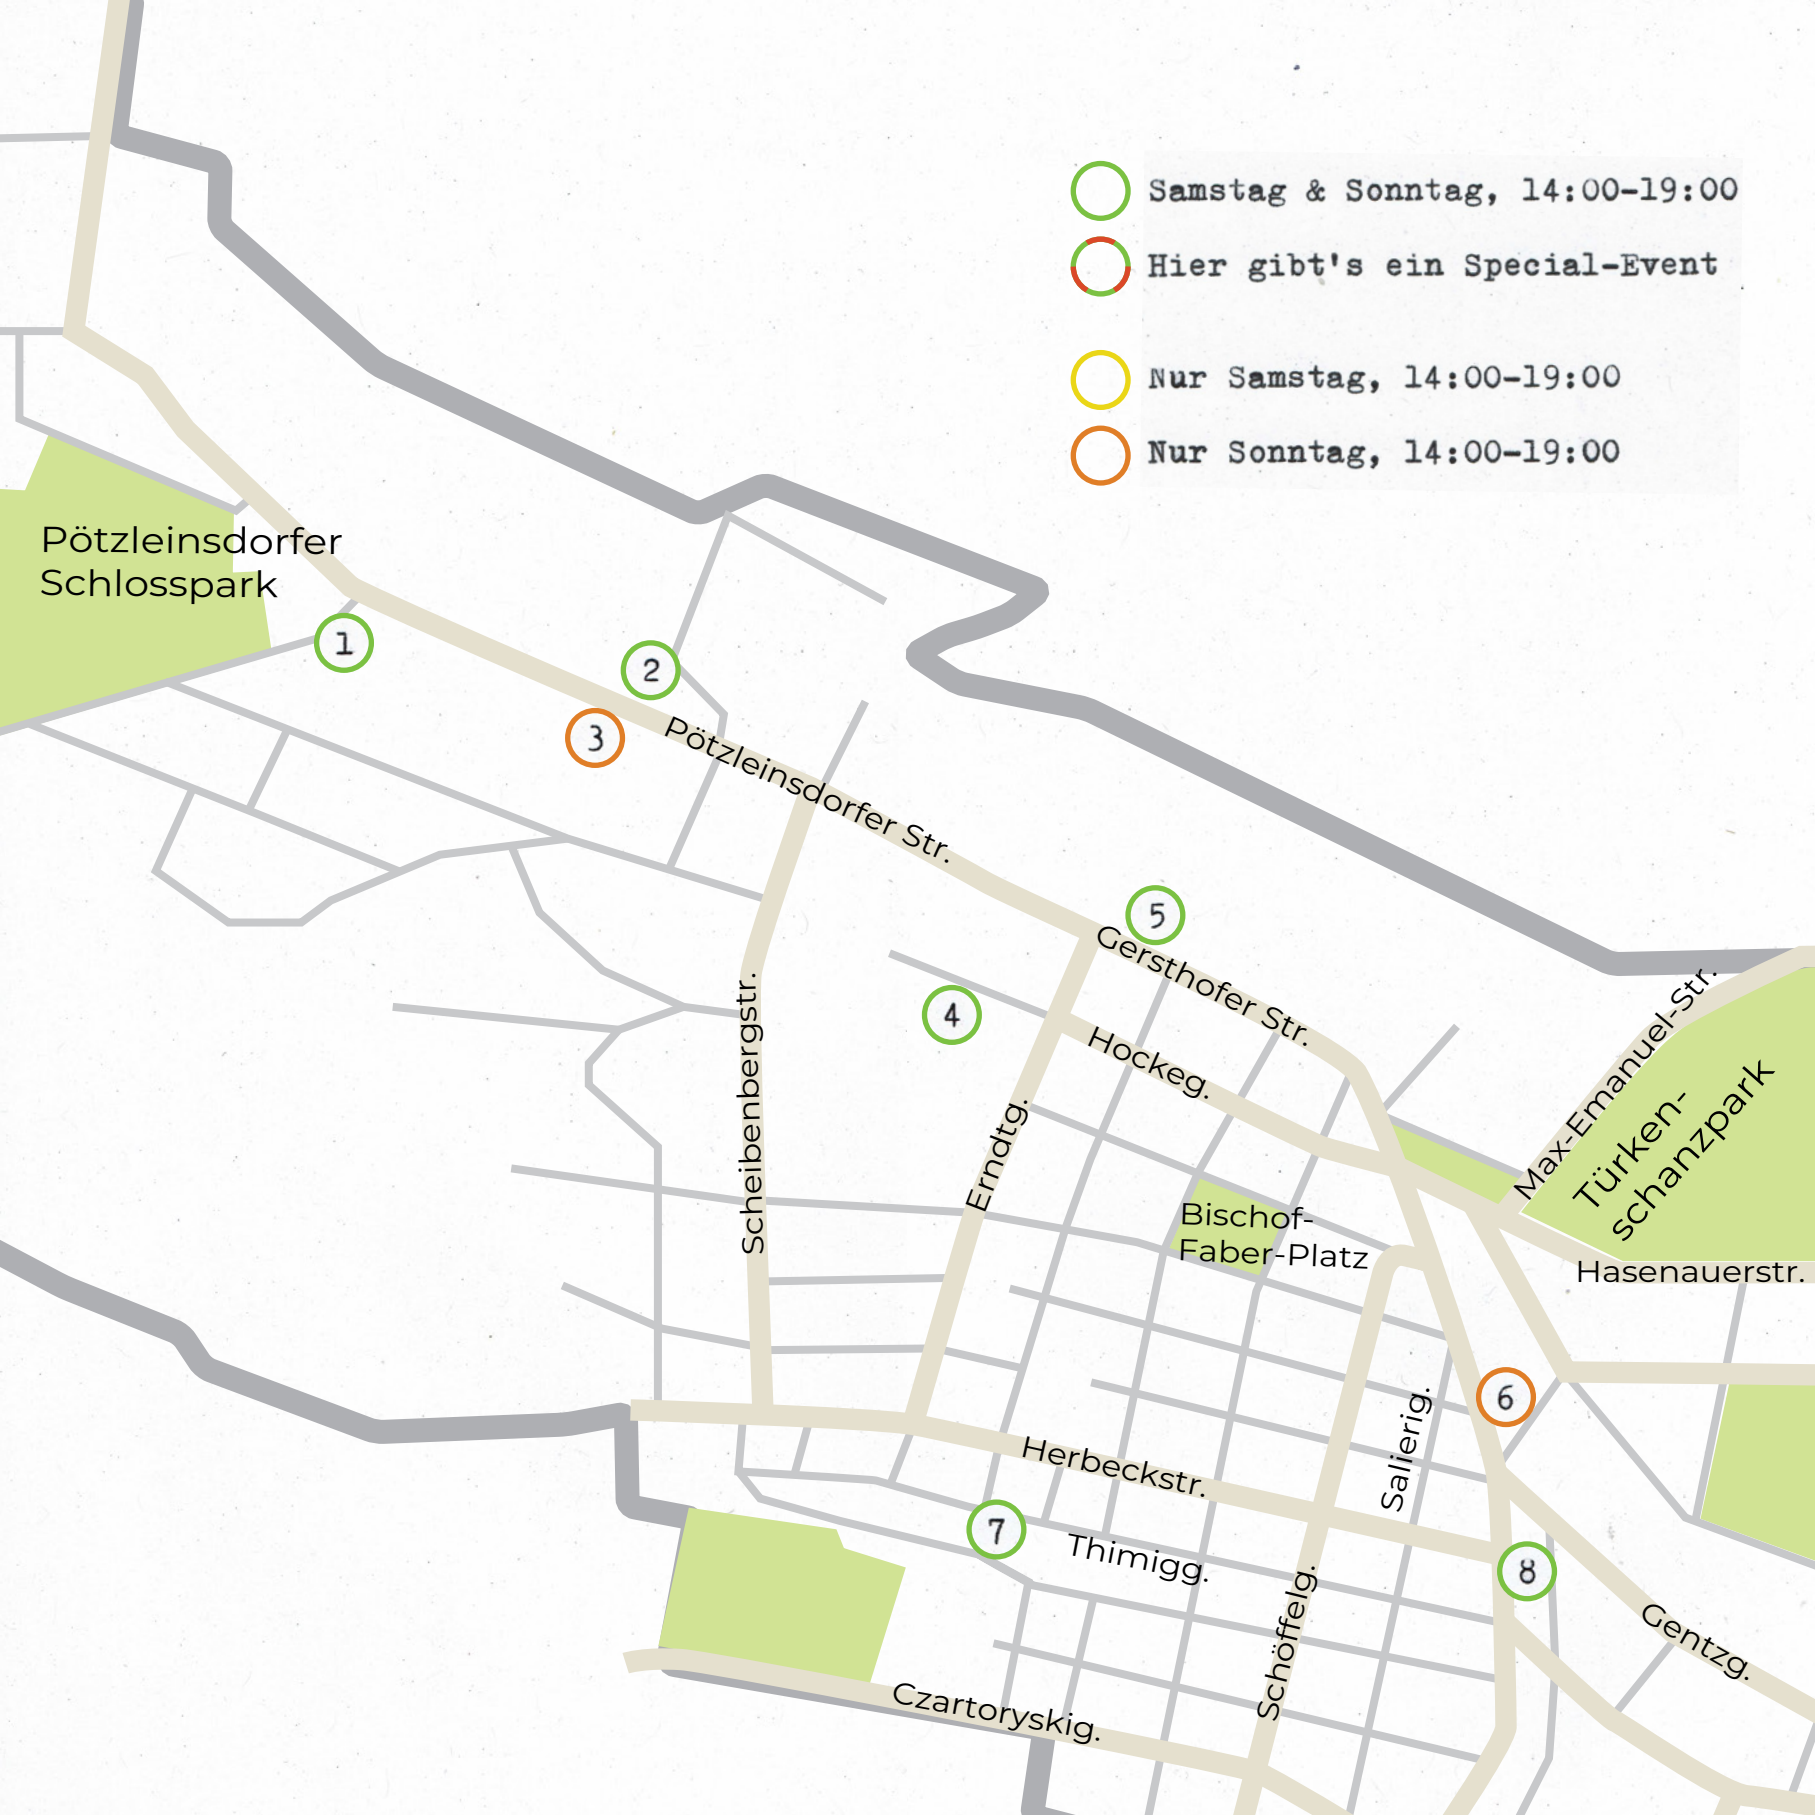 Samstag & Sonntag, 14:00-19:00
Hier gibt's ein Special-Event
Nur Samstag, 14:00-19:00
Nur Sonntag, 14:00-19:00
Pötzleinsdorfer
Schlosspark
1
2
3
Pötzleinsdorfer Str.
5
Gersthofer Str.
4
Hockeg.
Scheibenbergstr.
Erndtg.
Max-Emanuel-Str.
Türken-
schanzpark
Bischof-
Faber-Platz
Hasenauerstr.
6
Salierig.
Herbeckstr.
7
Thimigg.
8
Schöffelg.
Gentzg.
Czartoryskig.